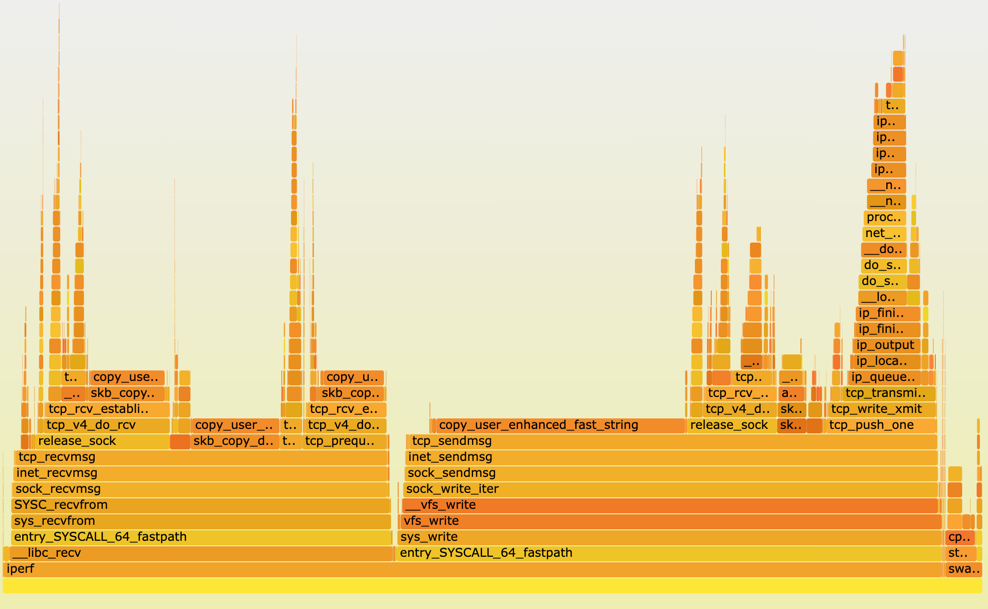 t..
ip..
ip..
ip..
ip..
__n..
__n..
proc..
net_..
__do..
do_s..
do_s..
__lo..
ip_fini..
ip_fini..
ip_output
_.. ip_loca..
t.. copy_use.. copy_u.. tcp.. _.. ip_queue..
_.. skb_copy.. skb_cop.. tcp_rcv_.. a.. tcp_transmi..
tcp_rcv_establi.. tcp_rcv_e.. tcp_v4_d.. sk.. tcp_write_xmit
tcp_v4_do_rcv copy_user_.. t.. tcp_v4_do.. copy_user_enhanced_fast_string release_sock sk.. tcp_push_one
release_sock skb_copy_d.. t.. tcp_prequ.. tcp_sendmsg
tcp_recvmsg inet_sendmsg
inet_recvmsg sock_sendmsg
sock_recvmsg sock_write_iter
SYSC_recvfrom __vfs_write
sys_recvfrom vfs_write
entry_SYSCALL_64_fastpath sys_write cp..
__libc_recv entry_SYSCALL_64_fastpath st..
iperf swa..